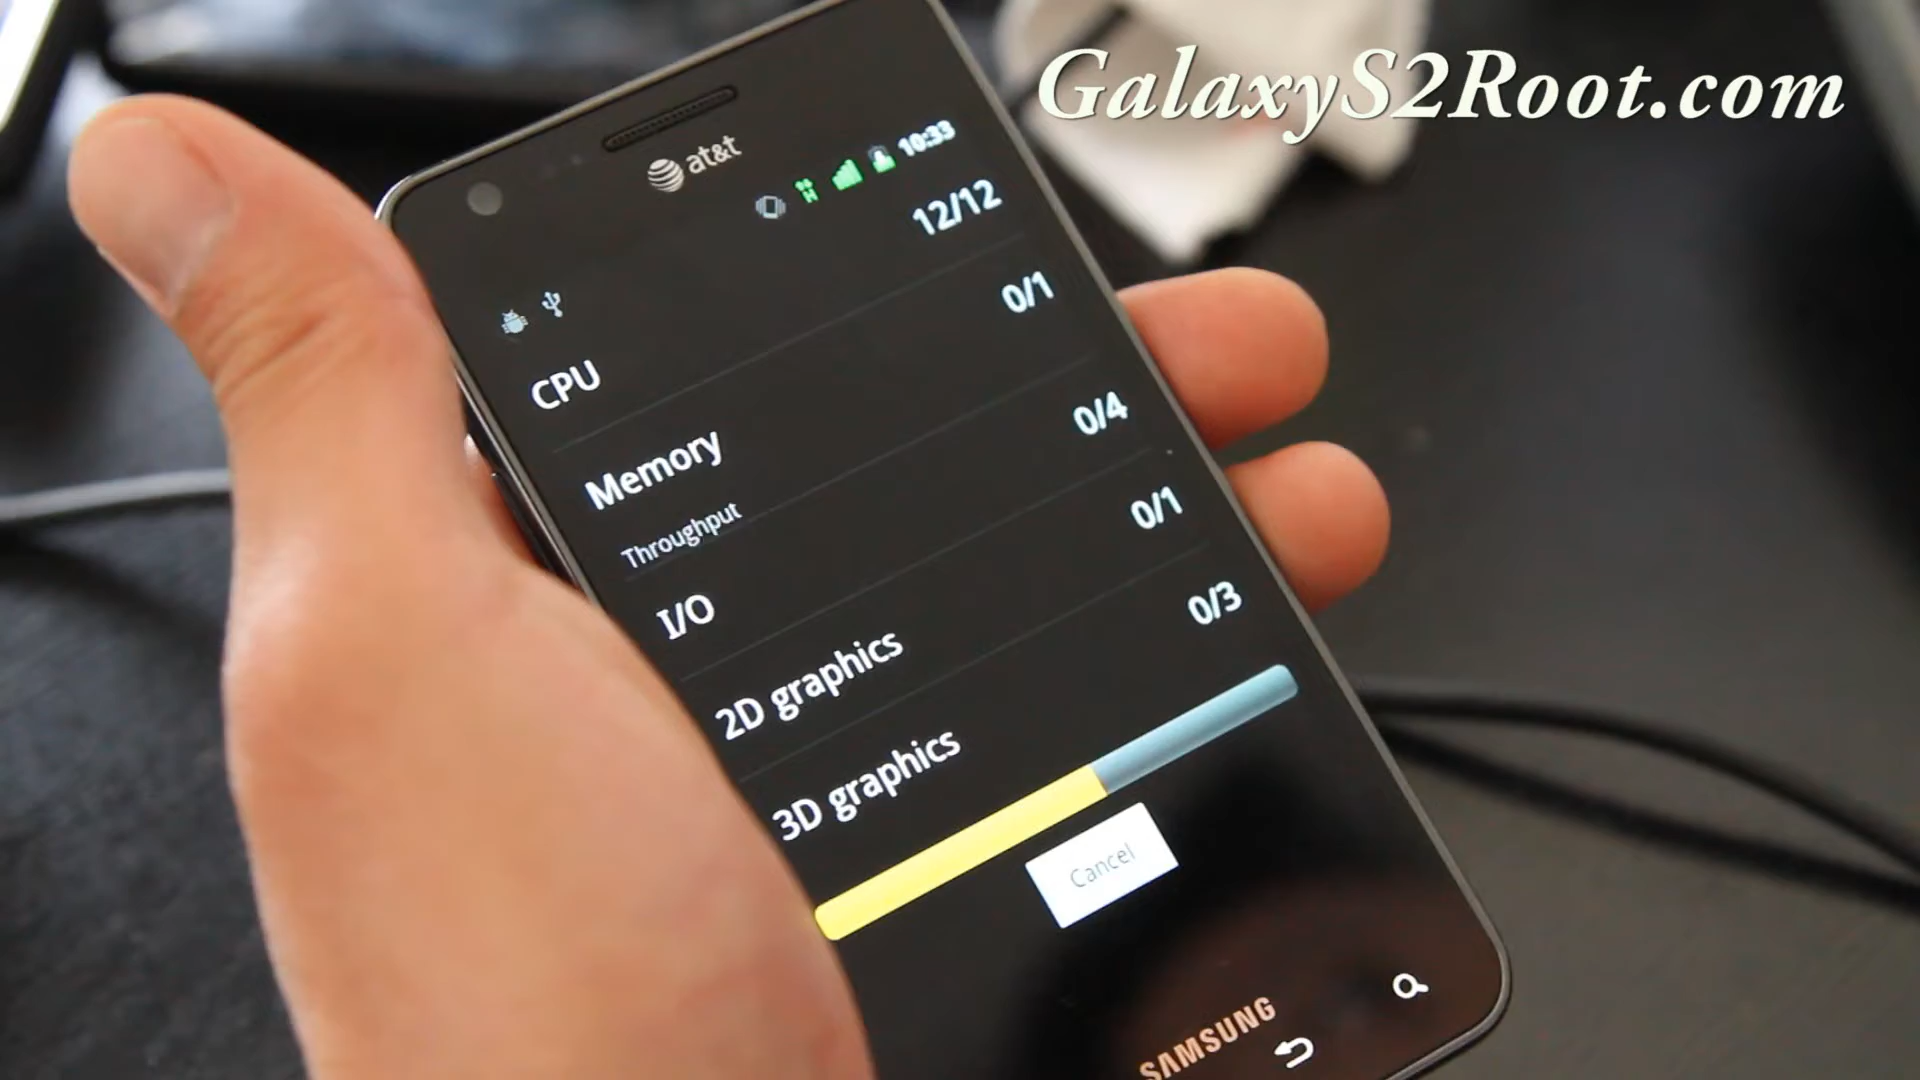 GalaxyS2Root.com
at&t
H
10:33
CPU 12/12
Memory 0/1
Throughput
I/O 0/4
2D graphics 0/1
3D graphics 0/3
Cancel
SAMSUNG